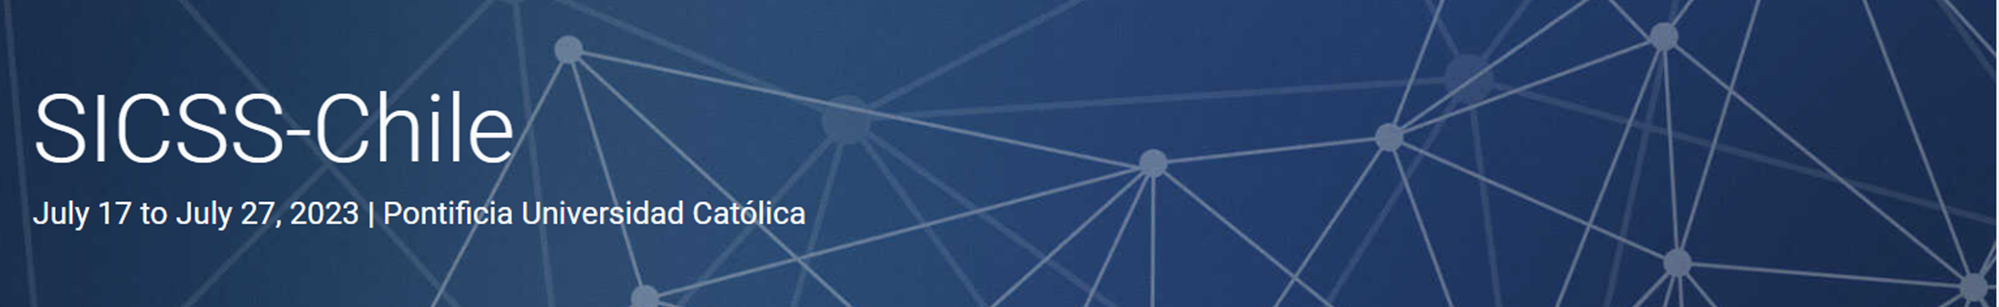 SICSS-Chile
July 17 to July 27, 2023 | Pontificia Universidad Católica